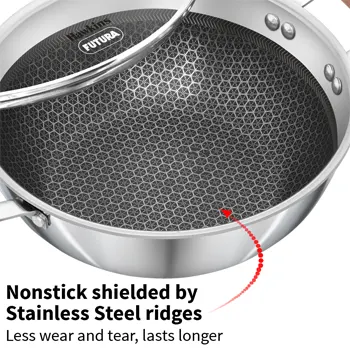 Hawkins
FUTURA
Nonstick shielded by
Stainless Steel ridges
Less wear and tear, lasts longer